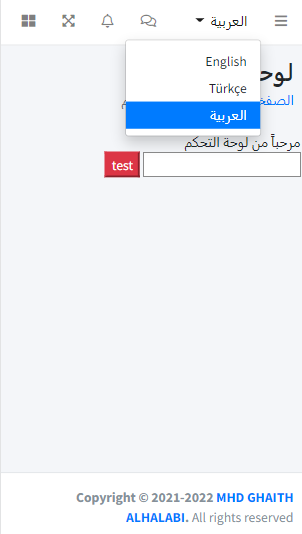 العربية
English
Türkçe
العربية
لوحة
الصفح
م
مرحباً من لوحة التحكم
test
Copyright © 2021-2022 MHD GHAITH
ALHALABI. All rights reserved